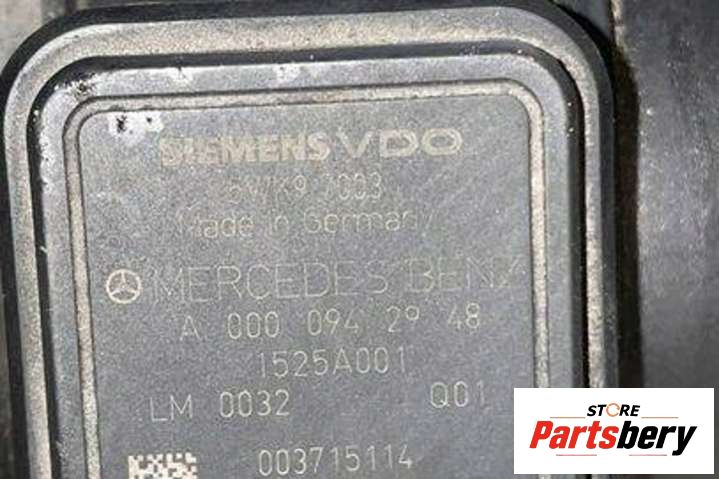 SIEMENS VDO
5WK9 7003
Made in Germany
MERCEDES BENZ
A 000 094 29 48
1525A001
LM 0032 Q01
003715114
STORE
Partsbery